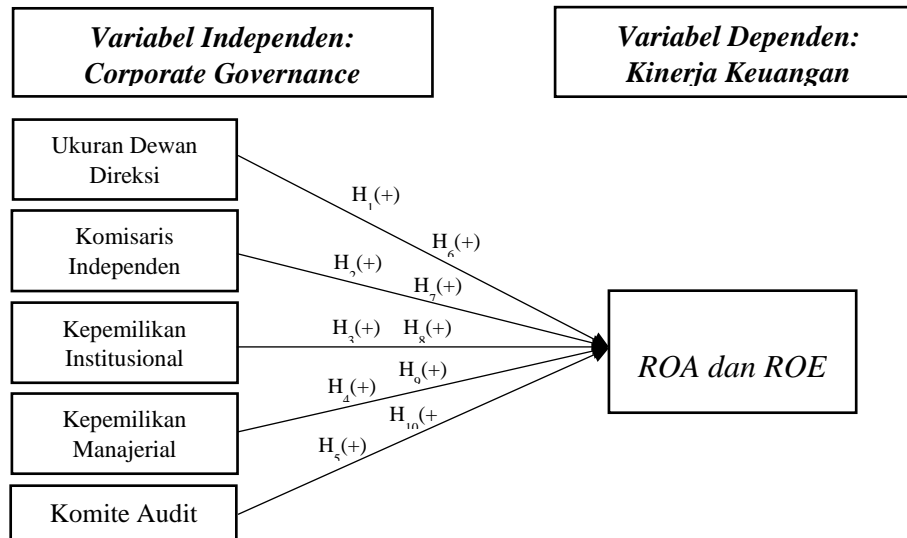 Variabel Independen:
Corporate Governance
Variabel Dependen:
Kinerja Keuangan
Ukuran Dewan
Direksi
H1(+)
H6(+)
Komisaris
Independen
H2(+)
H7(+)
Kepemilikan
Institusional
H3(+) H8(+)
ROA dan ROE
Kepemilikan
Manajerial
H9(+)
H4(+)
H10(+
H5(+)
Komite Audit